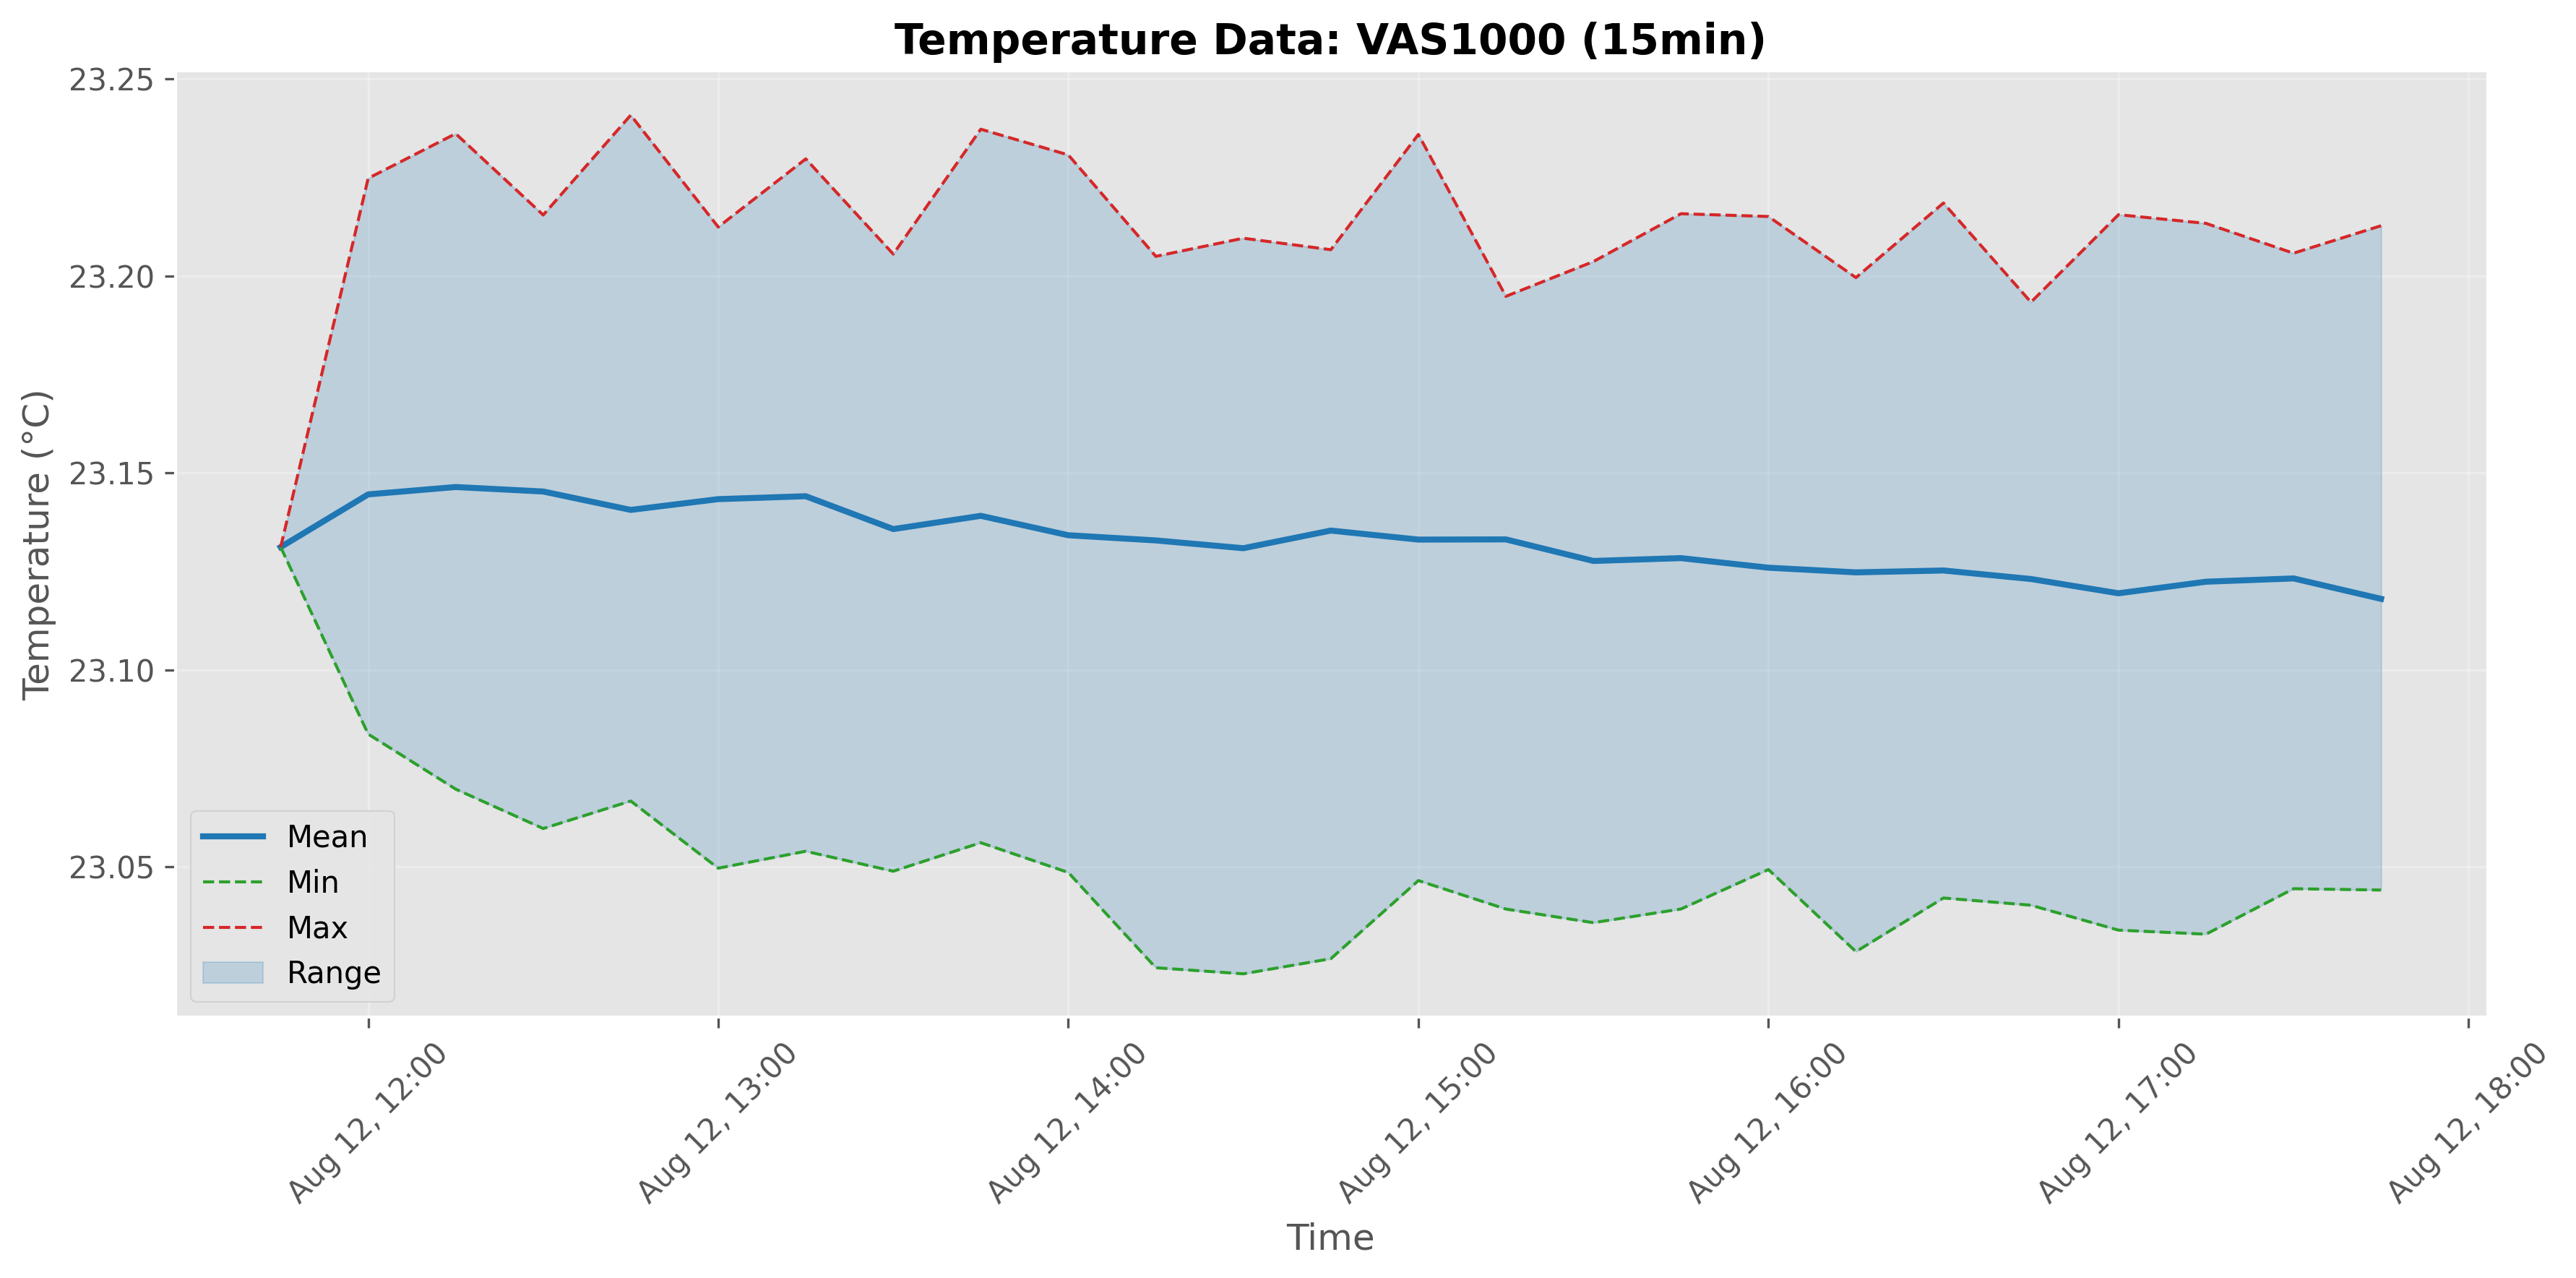 Temperature Data: VAS1000 (15min)
Temperature (°C)
23.25
23.20
23.15
23.10
23.05
Mean
Min
Max
Range
Aug 12, 12:00
Aug 12, 13:00
Aug 12, 14:00
Aug 12, 15:00
Aug 12, 16:00
Aug 12, 17:00
Aug 12, 18:00
Time